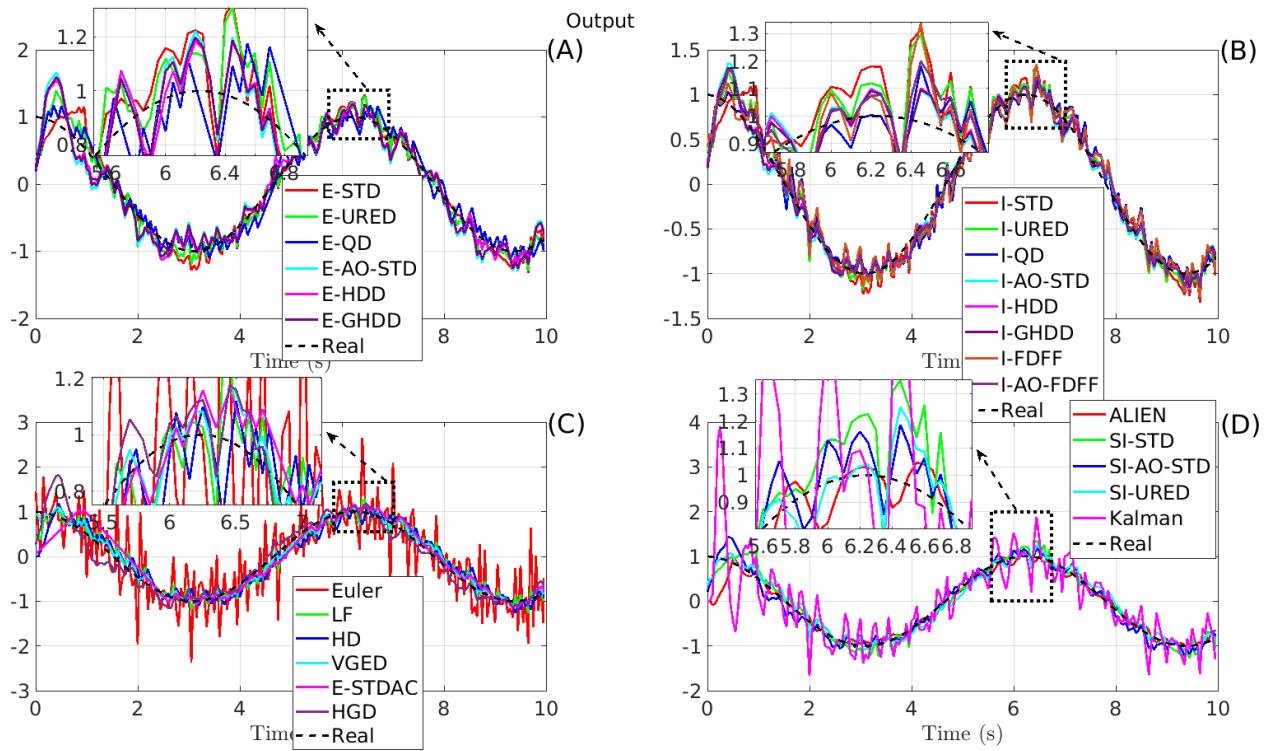 Output
(A)
1.2
1
0.8
5.6
6
6.4
6.8
2
1
0
-1
-2
0
2
4
6
8
10
Time (s)
E-STD
E-URED
E-QD
E-AO-STD
E-HDD
E-GHDD
Real
(B)
1.3
1.2
1.1
1
0.9
5.8
6
6.2
6.4
6.6
1.5
1
0.5
0
-0.5
-1
-1.5
0
2
4
6
8
10
I-STD
I-URED
I-QD
I-AO-STD
I-HDD
I-GHDD
I-FDFF
I-AO-FDFF
Real
(C)
1.2
1
0.8
5.5
6
6.5
4
3
2
1
0
-1
-2
-3
0
2
4
6
8
10
Euler
LF
HD
VGED
E-STDAC
HGD
Real
(D)
1.3
1.2
1.1
1
0.9
5.6
5.8
6
6.2
6.4
6.6
6.8
4
3
2
1
0
-1
-2
0
2
4
6
8
10
Time (s)
ALIEN
SI-STD
SI-AO-STD
SI-URED
Kalman
Real